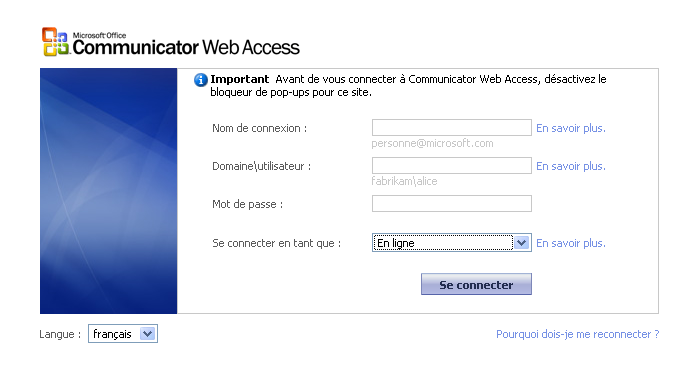 Microsoft Office
Communicator Web Access
Important Avant de vous connecter à Communicator Web Access, désactivez le
bloqueur de pop-ups pour ce site.
Nom de connexion : En savoir plus.
personne@microsoft.com
Domaine\utilisateur : En savoir plus.
fabrikam\alice
Mot de passe :
Se connecter en tant que : En ligne En savoir plus.
Se connecter
Langue : français Pourquoi dois-je me reconnecter ?